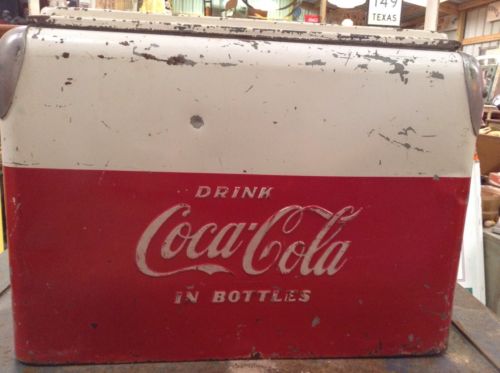 149
TEXAS
DRINK
Coca-Cola
IN BOTTLES